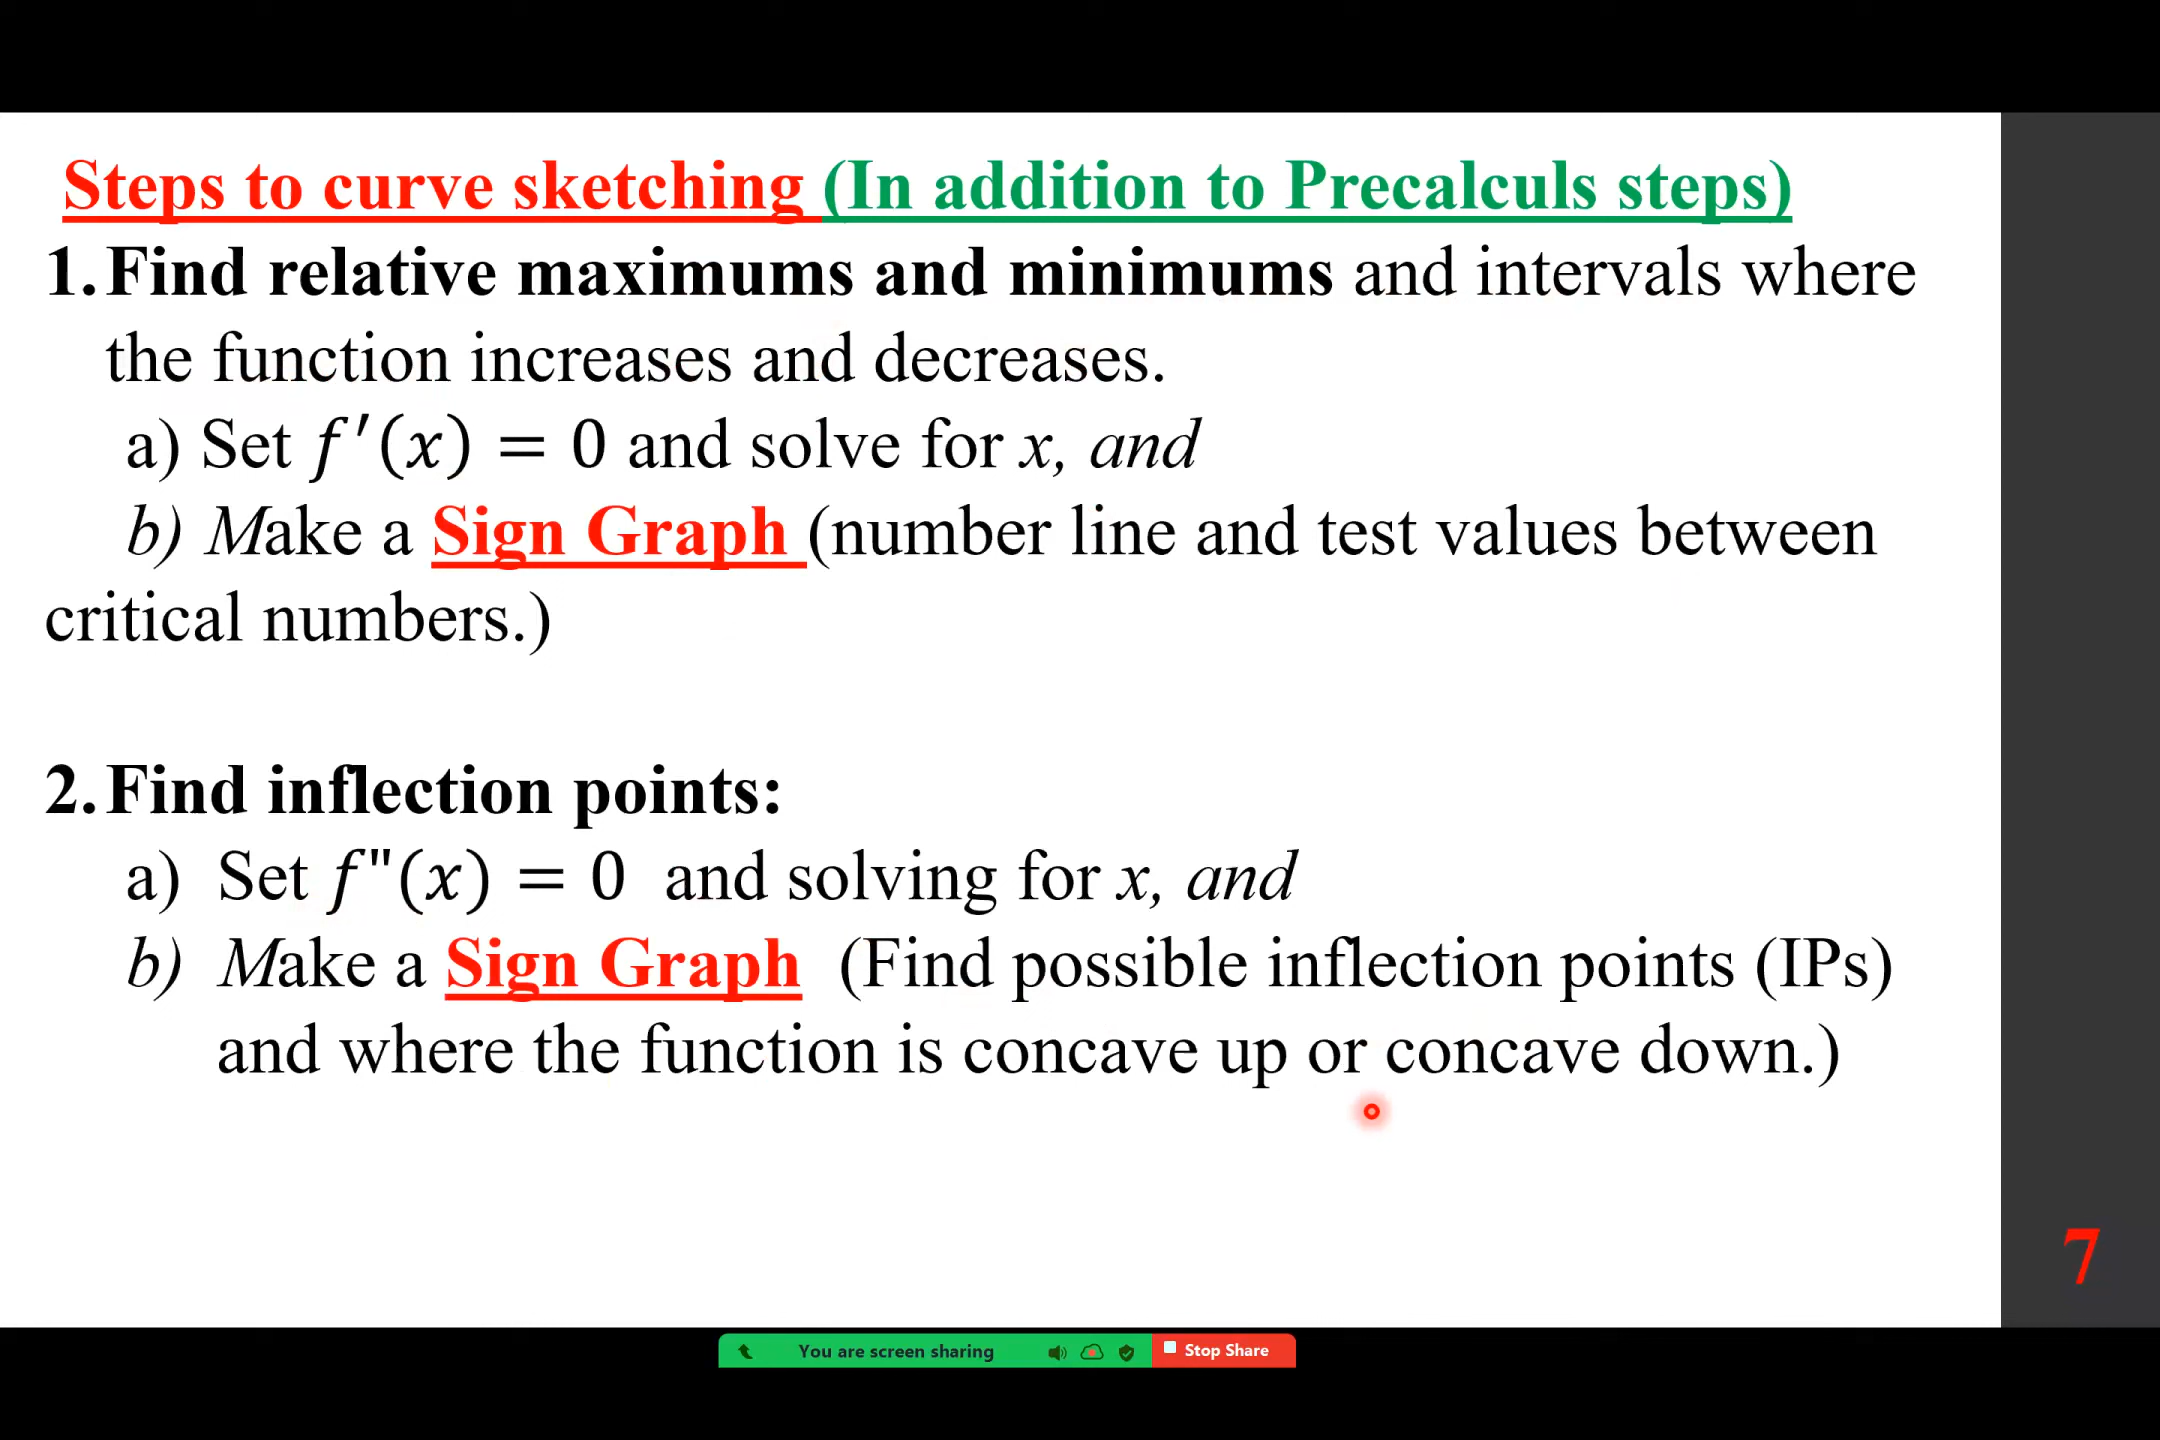 Steps to curve sketching (In addition to Precalculs steps)
1. Find relative maximums and minimums and intervals where
the function increases and decreases.
a) Set f′(x) = 0 and solve for x, and
b) Make a Sign Graph (number line and test values between
critical numbers.)
2. Find inflection points:
a) Set f"(x) = 0 and solving for x, and
b) Make a Sign Graph (Find possible inflection points (IPs)
and where the function is concave up or concave down.)
7
You are screen sharing
Stop Share